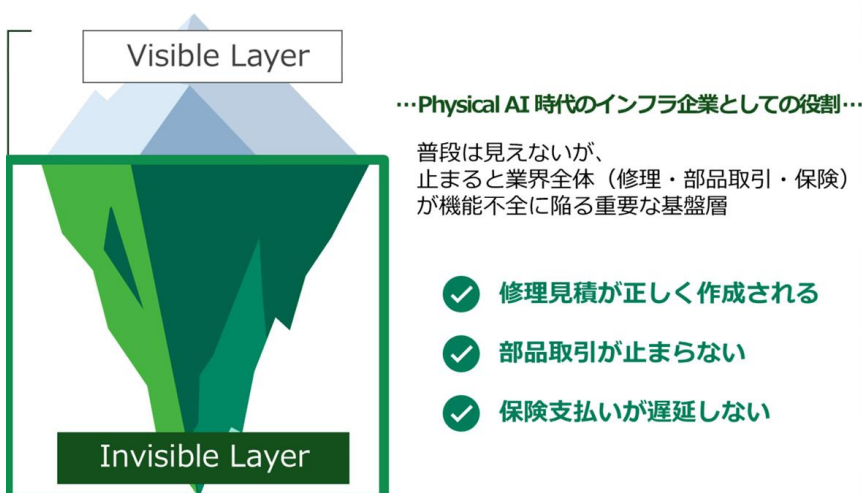 Visible Layer
…Physical AI 時代のインフラ企業としての役割…
普段は見えないが、
止まると業界全体（修理・部品取引・保険）
が機能不全に陥る重要な基盤層
修理見積が正しく作成される
部品取引が止まらない
保険支払いが遅延しない
Invisible Layer